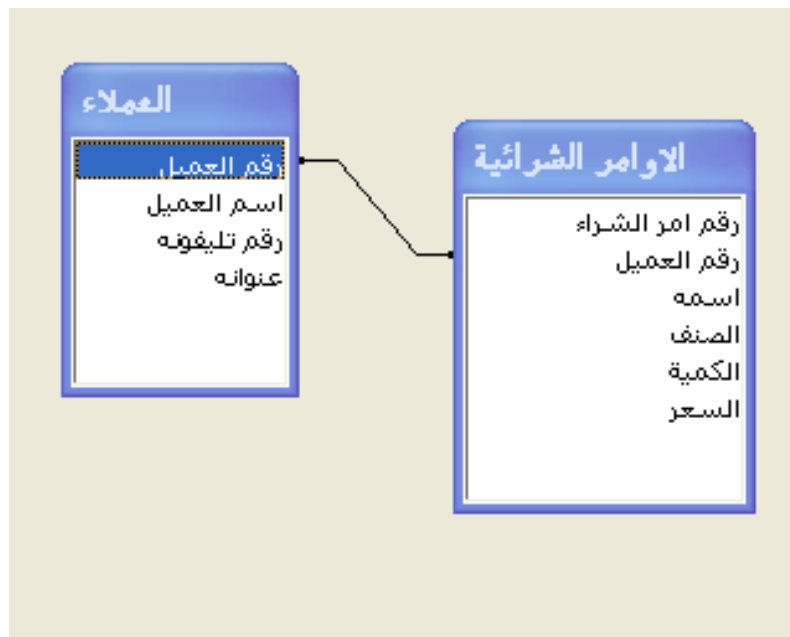 العملاء
رقم العميل
اسم العميل
رقم تليفونه
عنوانه
الاوامر الشرائية
رقم امر الشراء
رقم العميل
اسمه
الصنف
الكمية
السعر